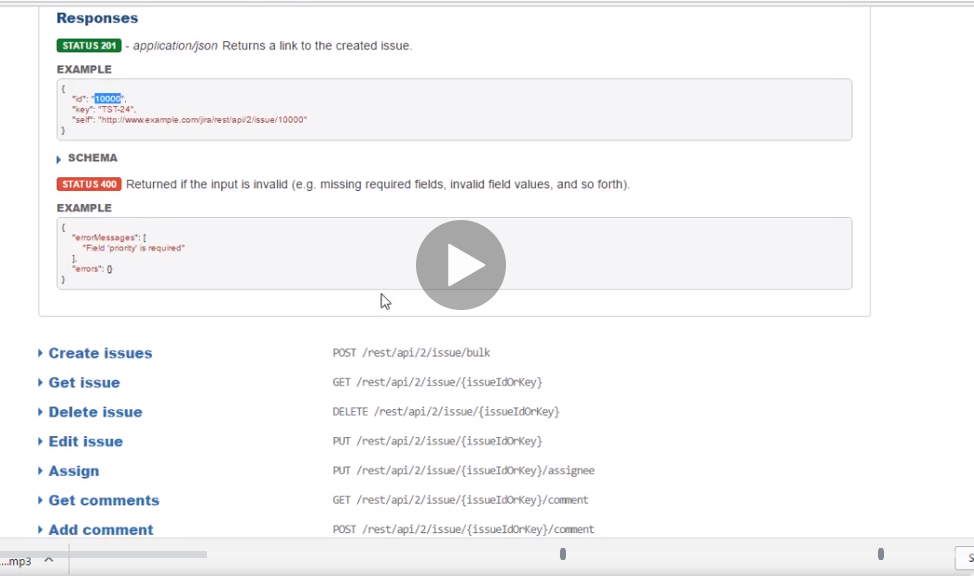 Responses
STATUS 201 - application/json Returns a link to the created issue.
EXAMPLE
{
"id": "10000",
"key": "TST-24",
"self": "http://www.example.com/jira/rest/api/2/issue/10000"
}
SCHEMA
STATUS 400 Returned if the input is invalid (e.g. missing required fields, invalid field values, and so forth).
EXAMPLE
{
"errorMessages": [
"Field 'priority' is required"
],
"errors": {}
}
Create issues POST /rest/api/2/issue/bulk
Get issue GET /rest/api/2/issue/{issueIdOrKey}
Delete issue DELETE /rest/api/2/issue/{issueIdOrKey}
Edit issue PUT /rest/api/2/issue/{issueIdOrKey}
Assign PUT /rest/api/2/issue/{issueIdOrKey}/assignee
Get comments GET /rest/api/2/issue/{issueIdOrKey}/comment
Add comment POST /rest/api/2/issue/{issueIdOrKey}/comment
....mp3 S